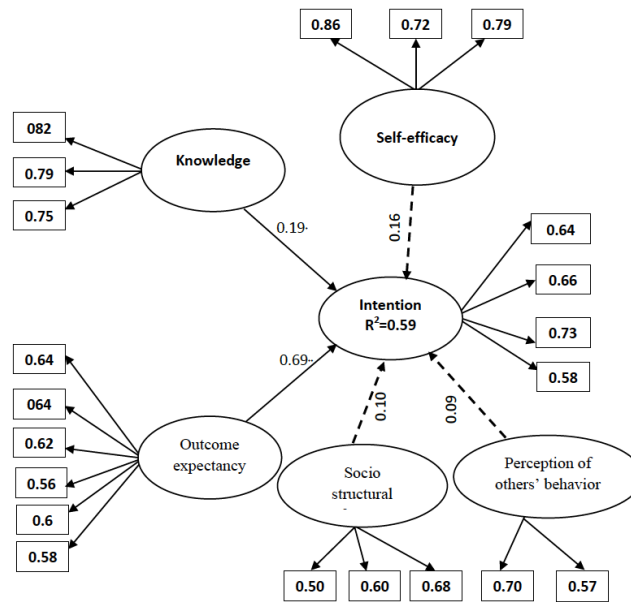 0.86
0.72
0.79
Self-efficacy
082
0.79
0.75
Knowledge
0.19
0.16
0.64
0.66
0.73
0.58
Intention
R²=0.59
0.69
0.10
0.09
0.64
064
0.62
0.56
0.6
0.58
Outcome
expectancy
Socio
structural
Perception of
others’ behavior
0.50
0.60
0.68
0.70
0.57